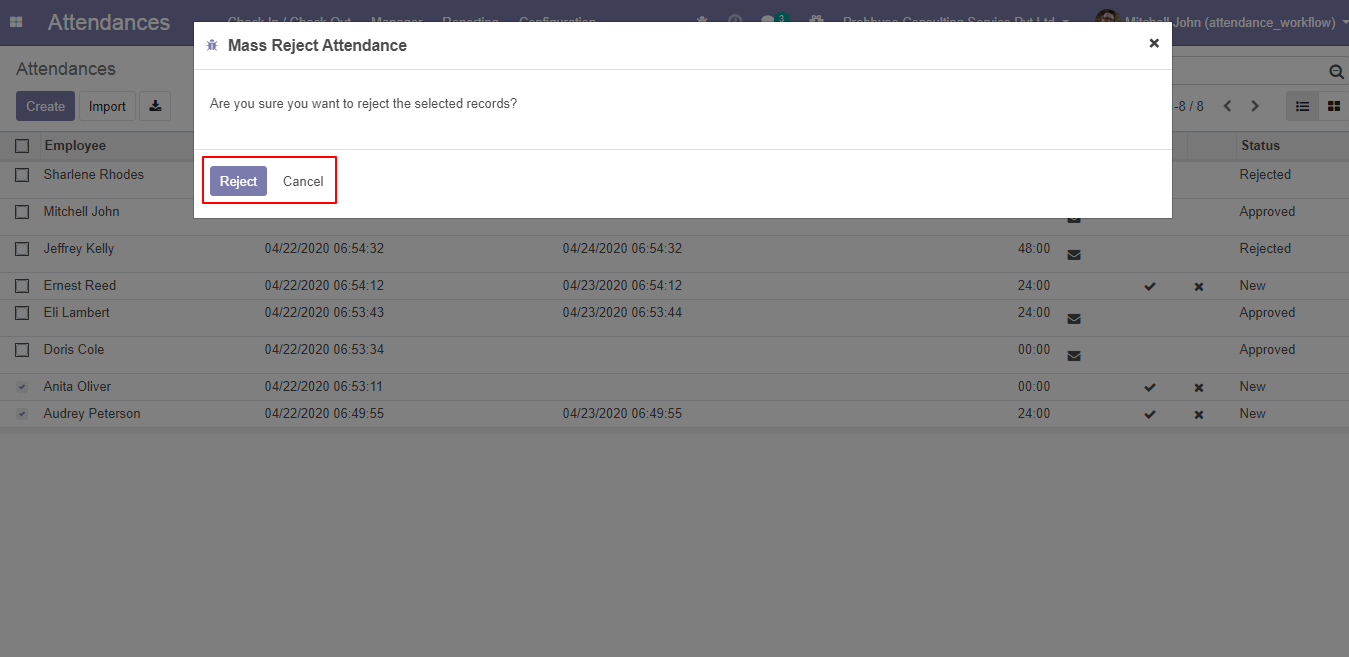 Attendances Check In / Check Out Manager Reporting Configuration 3 Mitchell John (attendance_workflow)
Mass Reject Attendance
Attendances
Are you sure you want to reject the selected records?
Create Import
-8 / 8
Employee Status
Sharlene Rhodes Rejected
Reject Cancel
Mitchell John Approved
Jeffrey Kelly 04/22/2020 06:54:32 04/24/2020 06:54:32 48:00 Rejected
Ernest Reed 04/22/2020 06:54:12 04/23/2020 06:54:12 24:00 New
Eli Lambert 04/22/2020 06:53:43 04/23/2020 06:53:44 24:00 Approved
Doris Cole 04/22/2020 06:53:34 00:00 Approved
Anita Oliver 04/22/2020 06:53:11 00:00 New
Audrey Peterson 04/22/2020 06:49:55 04/23/2020 06:49:55 24:00 New